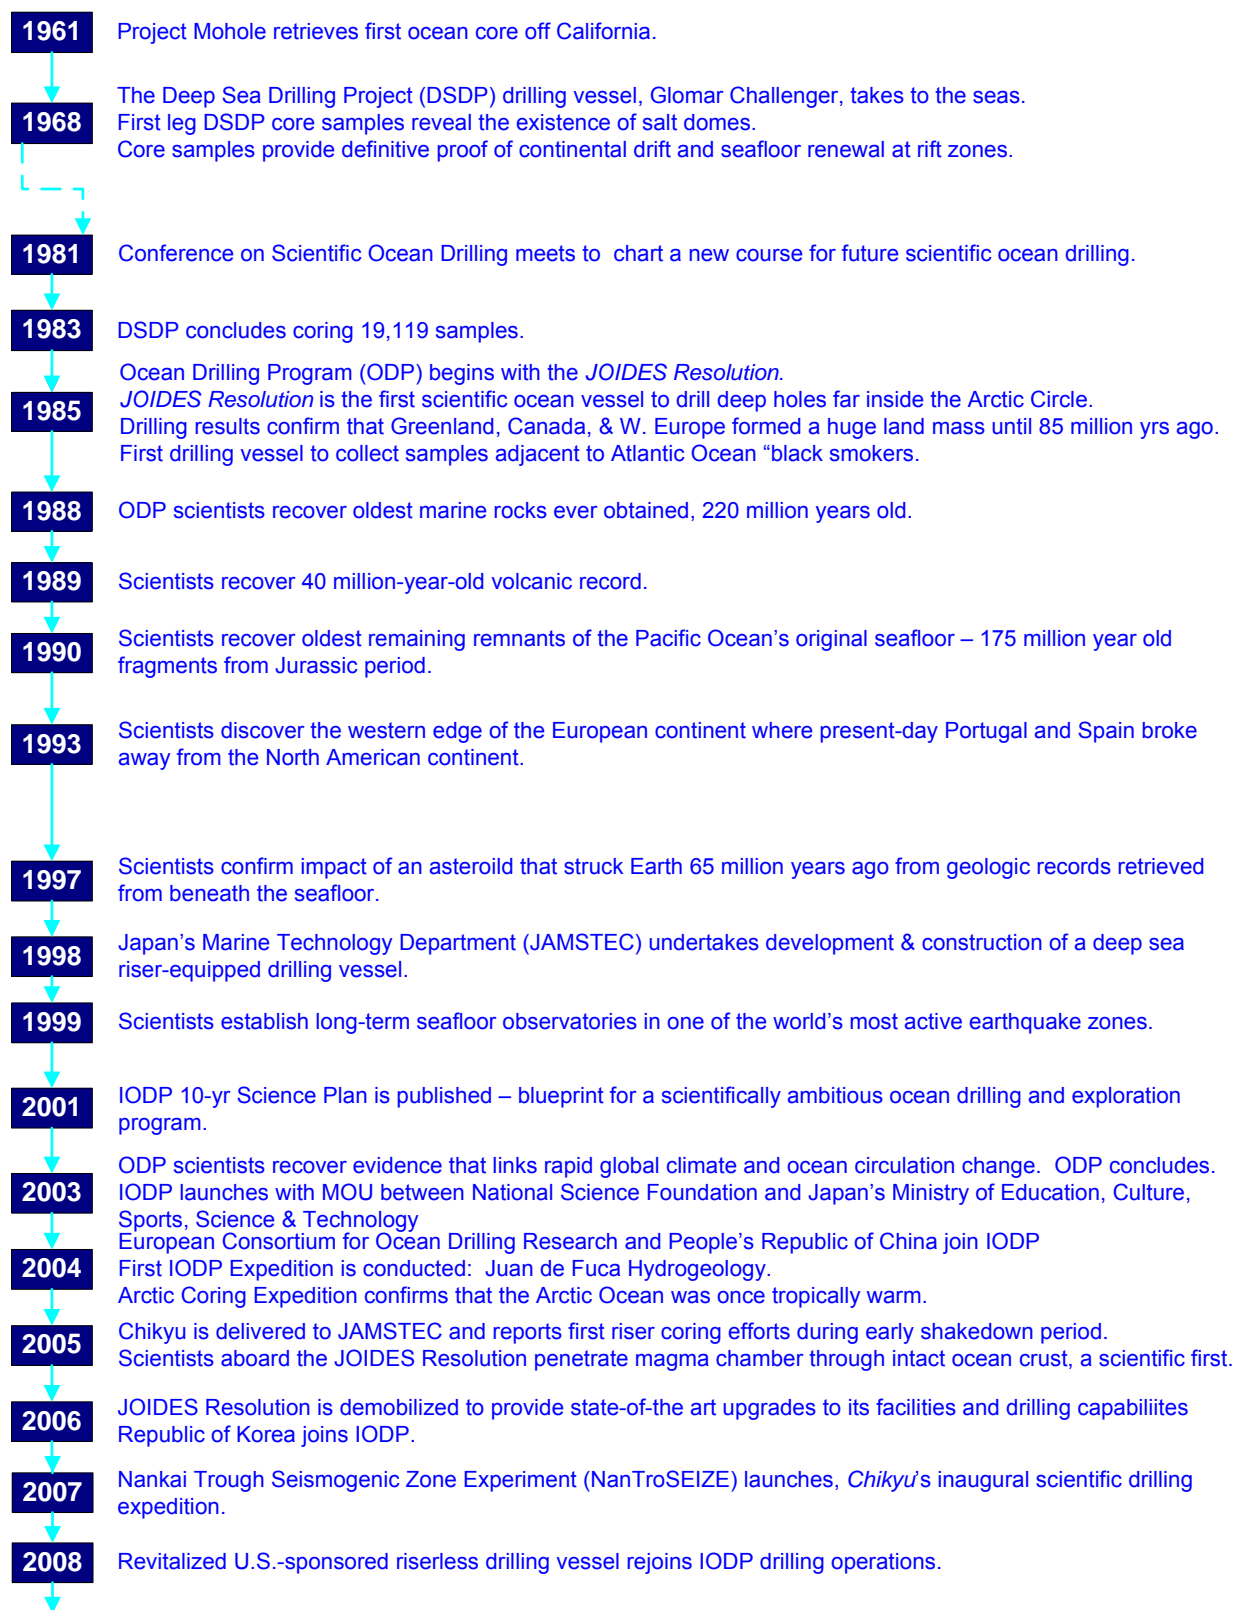 1961
Project Mohole retrieves first ocean core off California.
1968
The Deep Sea Drilling Project (DSDP) drilling vessel, Glomar Challenger, takes to the seas.
First leg DSDP core samples reveal the existence of salt domes.
Core samples provide definitive proof of continental drift and seafloor renewal at rift zones.
1981
Conference on Scientific Ocean Drilling meets to  chart a new course for future scientific ocean drilling.
1983
DSDP concludes coring 19,119 samples.
1985
Ocean Drilling Program (ODP) begins with the JOIDES Resolution.
JOIDES Resolution is the first scientific ocean vessel to drill deep holes far inside the Arctic Circle.
Drilling results confirm that Greenland, Canada, & W. Europe formed a huge land mass until 85 million yrs ago.
First drilling vessel to collect samples adjacent to Atlantic Ocean “black smokers.
1988
ODP scientists recover oldest marine rocks ever obtained, 220 million years old.
1989
Scientists recover 40 million-year-old volcanic record.
1990
Scientists recover oldest remaining remnants of the Pacific Ocean’s original seafloor – 175 million year old
fragments from Jurassic period.
1993
Scientists discover the western edge of the European continent where present-day Portugal and Spain broke
away from the North American continent.
1997
Scientists confirm impact of an asteroild that struck Earth 65 million years ago from geologic records retrieved
from beneath the seafloor.
1998
Japan’s Marine Technology Department (JAMSTEC) undertakes development & construction of a deep sea
riser-equipped drilling vessel.
1999
Scientists establish long-term seafloor observatories in one of the world’s most active earthquake zones.
2001
IODP 10-yr Science Plan is published – blueprint for a scientifically ambitious ocean drilling and exploration
program.
2003
ODP scientists recover evidence that links rapid global climate and ocean circulation change.  ODP concludes.
IODP launches with MOU between National Science Foundation and Japan’s Ministry of Education, Culture,
Sports, Science & Technology
2004
European Consortium for Ocean Drilling Research and People’s Republic of China join IODP
First IODP Expedition is conducted:  Juan de Fuca Hydrogeology.
Arctic Coring Expedition confirms that the Arctic Ocean was once tropically warm.
2005
Chikyu is delivered to JAMSTEC and reports first riser coring efforts during early shakedown period.
Scientists aboard the JOIDES Resolution penetrate magma chamber through intact ocean crust, a scientific first.
2006
JOIDES Resolution is demobilized to provide state-of-the art upgrades to its facilities and drilling capabiliites
Republic of Korea joins IODP.
2007
Nankai Trough Seismogenic Zone Experiment (NanTroSEIZE) launches, Chikyu’s inaugural scientific drilling
expedition.
2008
Revitalized U.S.-sponsored riserless drilling vessel rejoins IODP drilling operations.